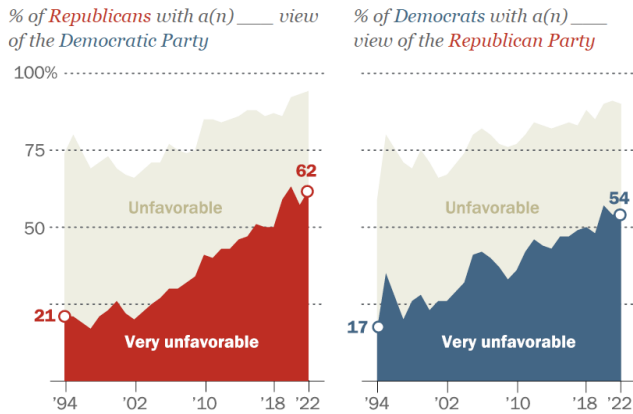 % of Republicans with a(n) ___ view
of the Democratic Party
100%
75
50
Unfavorable
62
21
Very unfavorable
'94
'02
'10
'18
'22
% of Democrats with a(n) ___
view of the Republican Party
Unfavorable
54
17
Very unfavorable
'94
'02
'10
'18
'22